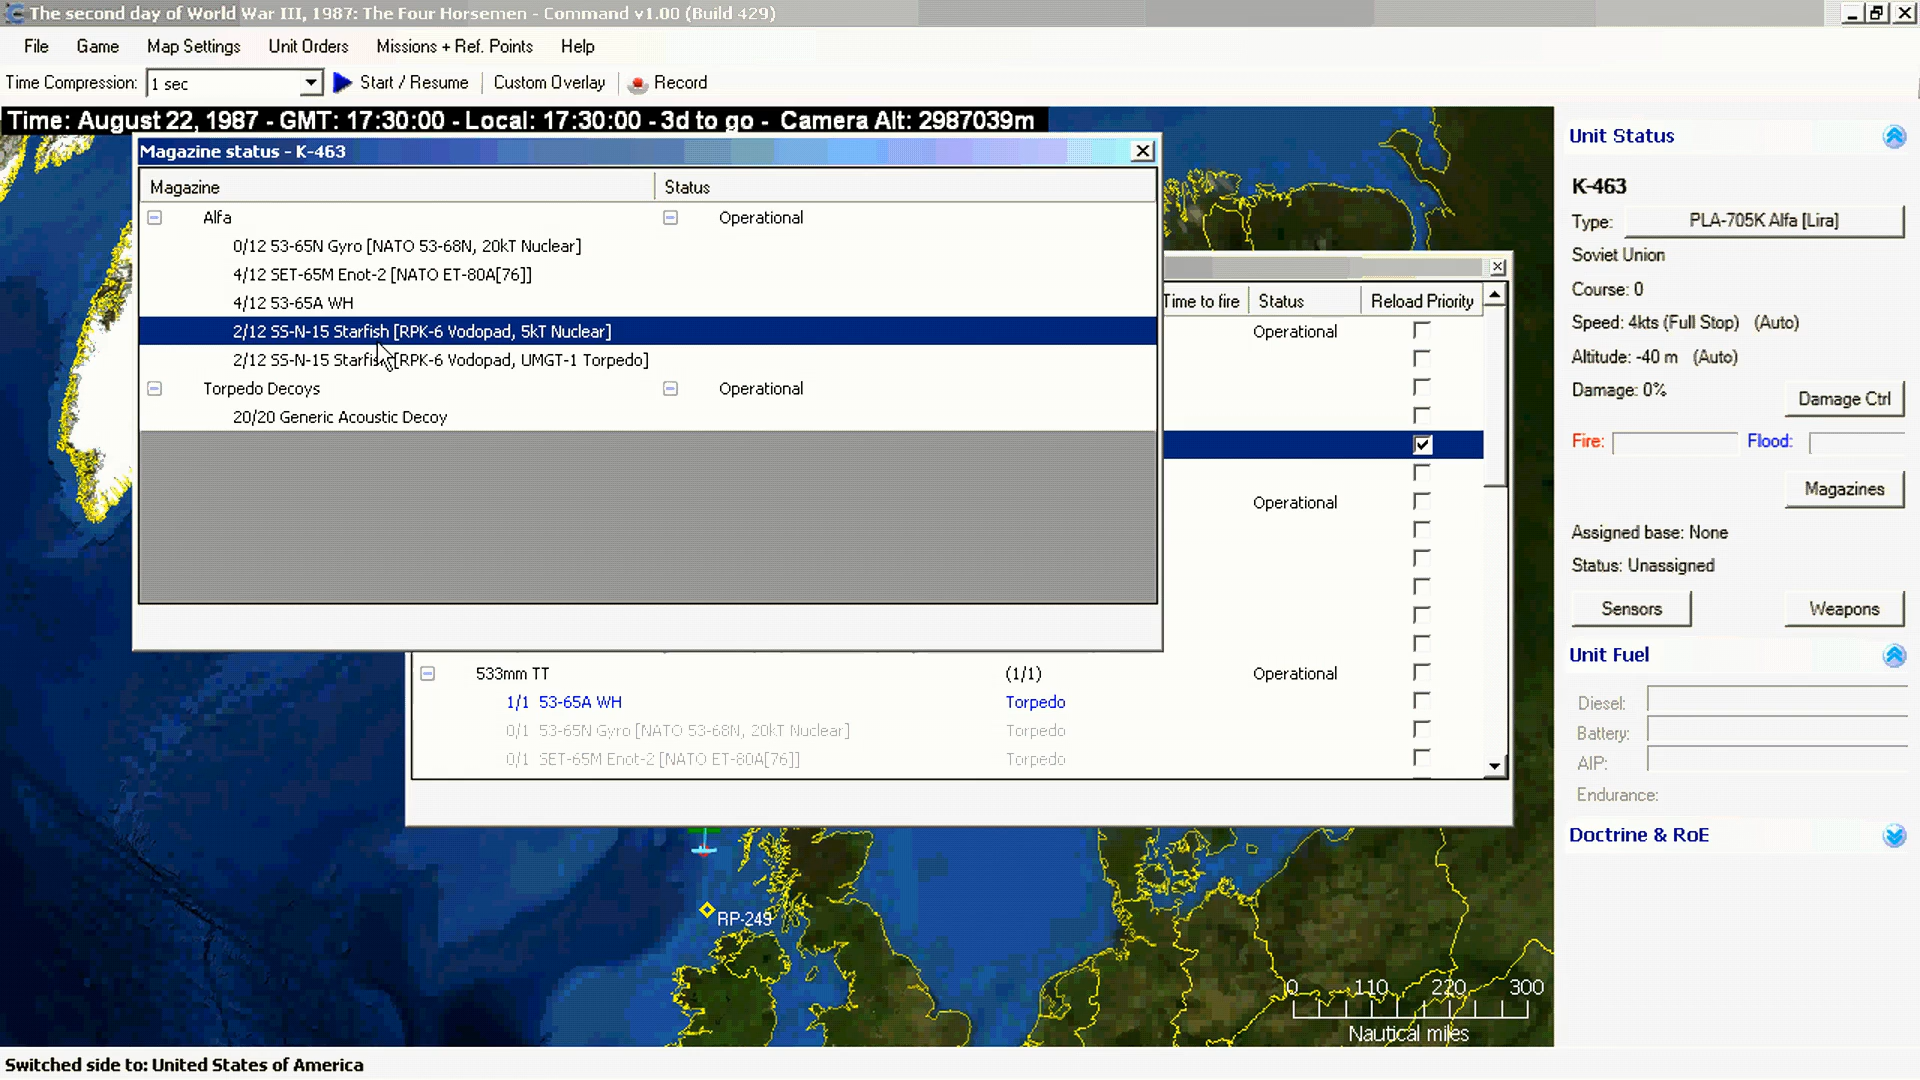 The second day of World War III, 1987: The Four Horsemen - Command v1.00 (Build 429)
File Game Map Settings Unit Orders Missions + Ref. Points Help
Time Compression: 1 sec Start / Resume Custom Overlay Record
Time: August 22, 1987 - GMT: 17:30:00 - Local: 17:30:00 - 3d to go - Camera Alt: 2987039m
Magazine status - K-463
Magazine Status
Alfa Operational
0/12 53-65N Gyro [NATO 53-68N, 20kT Nuclear]
4/12 SET-65M Enot-2 [NATO ET-80A[76]]
4/12 53-65A WH
2/12 SS-N-15 Starfish [RPK-6 Vodopad, 5kT Nuclear]
2/12 SS-N-15 Starfish [RPK-6 Vodopad, UMGT-1 Torpedo]
Torpedo Decoys Operational
20/20 Generic Acoustic Decoy
Time to fire Status Reload Priority
Operational
Operational
533mm TT (1/1) Operational
1/1 53-65A WH Torpedo
0/1 53-65N Gyro [NATO 53-68N, 20kT Nuclear] Torpedo
0/1 SET-65M Enot-2 [NATO ET-80A[76]] Torpedo
RP-249
0 110 220 300
Nautical miles
Unit Status
K-463
Type: PLA-705K Alfa [Lira]
Soviet Union
Course: 0
Speed: 4kts (Full Stop) (Auto)
Altitude: -40 m (Auto)
Damage: 0%
Damage Ctrl
Fire: Flood:
Magazines
Assigned base: None
Status: Unassigned
Sensors Weapons
Unit Fuel
Diesel:
Battery:
AIP:
Endurance:
Doctrine & RoE
Switched side to: United States of America